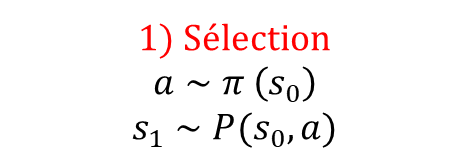 1) Sélection
𝑎 ~ 𝜋 (𝑠₀)
𝑠₁ ~ 𝑃(𝑠₀, 𝑎)